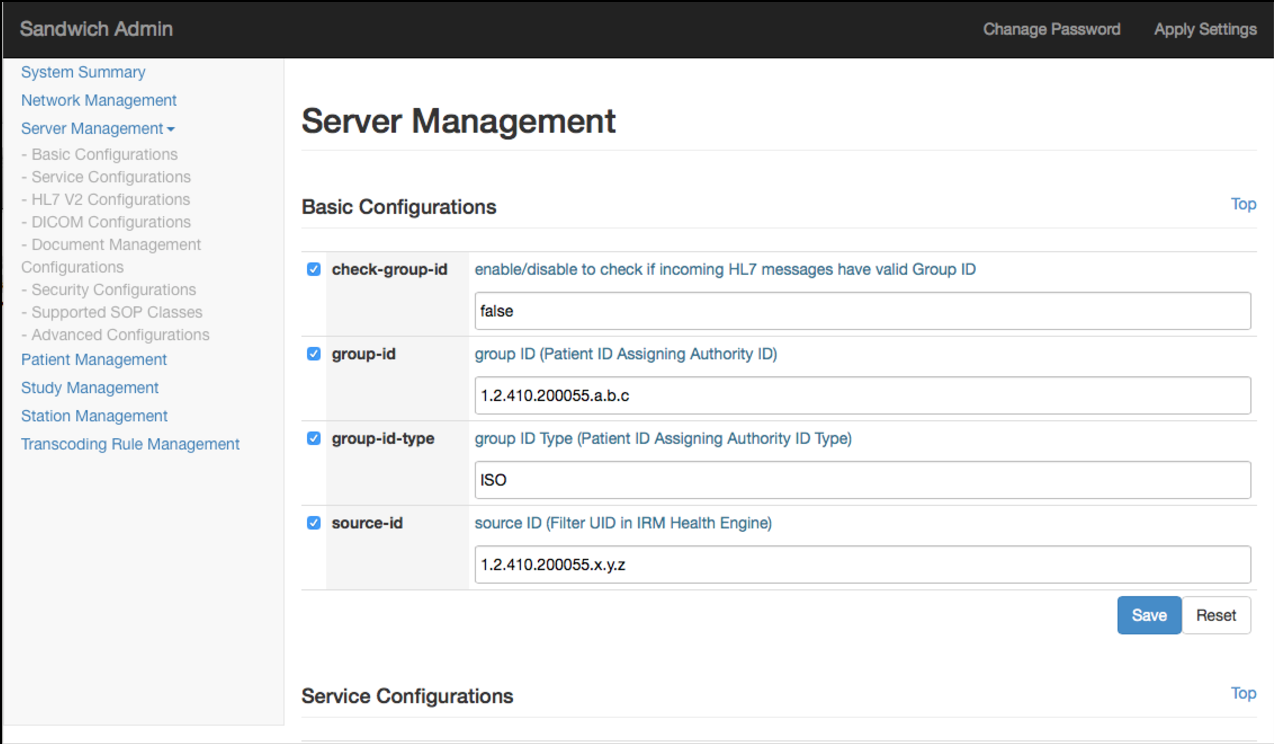 Sandwich Admin
Chanage Password
Apply Settings
System Summary
Network Management
Server Management
- Basic Configurations
- Service Configurations
- HL7 V2 Configurations
- DICOM Configurations
- Document Management
Configurations
- Security Configurations
- Supported SOP Classes
- Advanced Configurations
Patient Management
Study Management
Station Management
Transcoding Rule Management
Server Management
Basic Configurations
Top
check-group-id
enable/disable to check if incoming HL7 messages have valid Group ID
false
group-id
group ID (Patient ID Assigning Authority ID)
1.2.410.200055.a.b.c
group-id-type
group ID Type (Patient ID Assigning Authority ID Type)
ISO
source-id
source ID (Filter UID in IRM Health Engine)
1.2.410.200055.x.y.z
Save
Reset
Service Configurations
Top